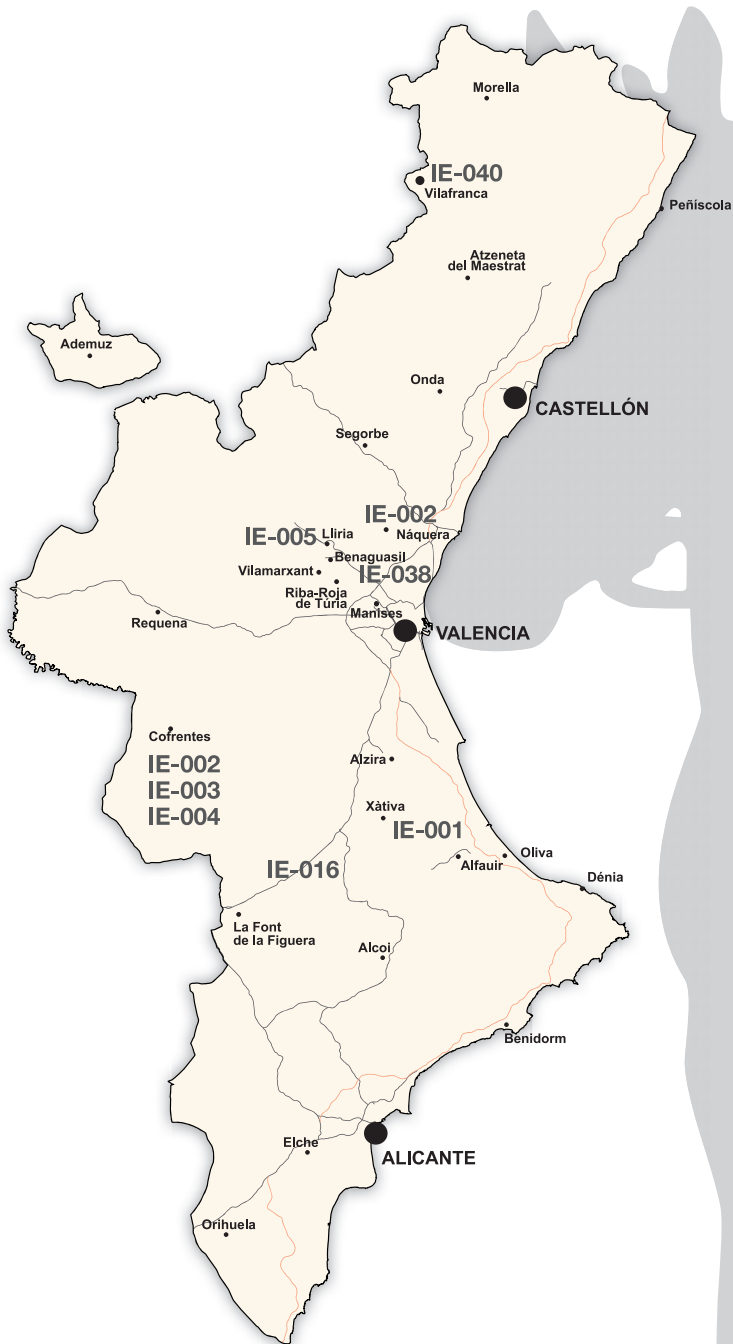 Morella
IE-040
Vilafranca
Peñíscola
Atzeneta
del Maestrat
Ademuz
Onda
CASTELLÓN
Segorbe
IE-002
Náquera
IE-005
Llíria
Benaguasil
Vilamarxant
IE-038
Riba-Roja
de Túria
Manises
Requena
VALENCIA
Cofrentes
IE-002
IE-003
IE-004
Alzira
Xàtiva
IE-001
Oliva
Alfauir
IE-016
Dénia
La Font
de la Figuera
Alcoi
Benidorm
Elche
ALICANTE
Orihuela